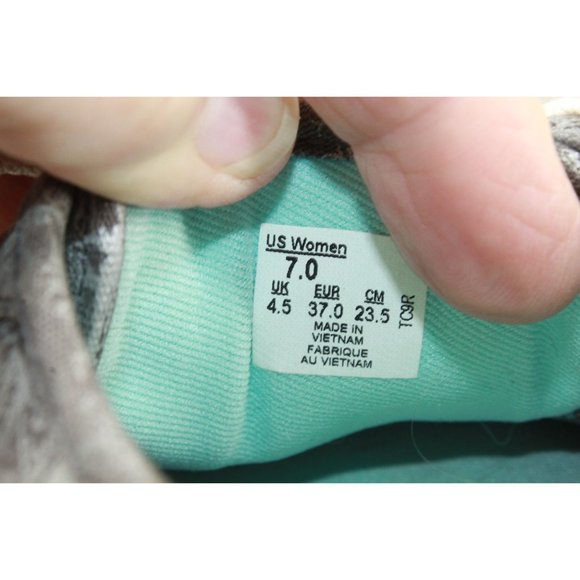 US Women
7.0
UK EUR CM
4.5 37.0 23.5
MADE IN
VIETNAM
FABRIQUE
AU VIETNAM
TC9R